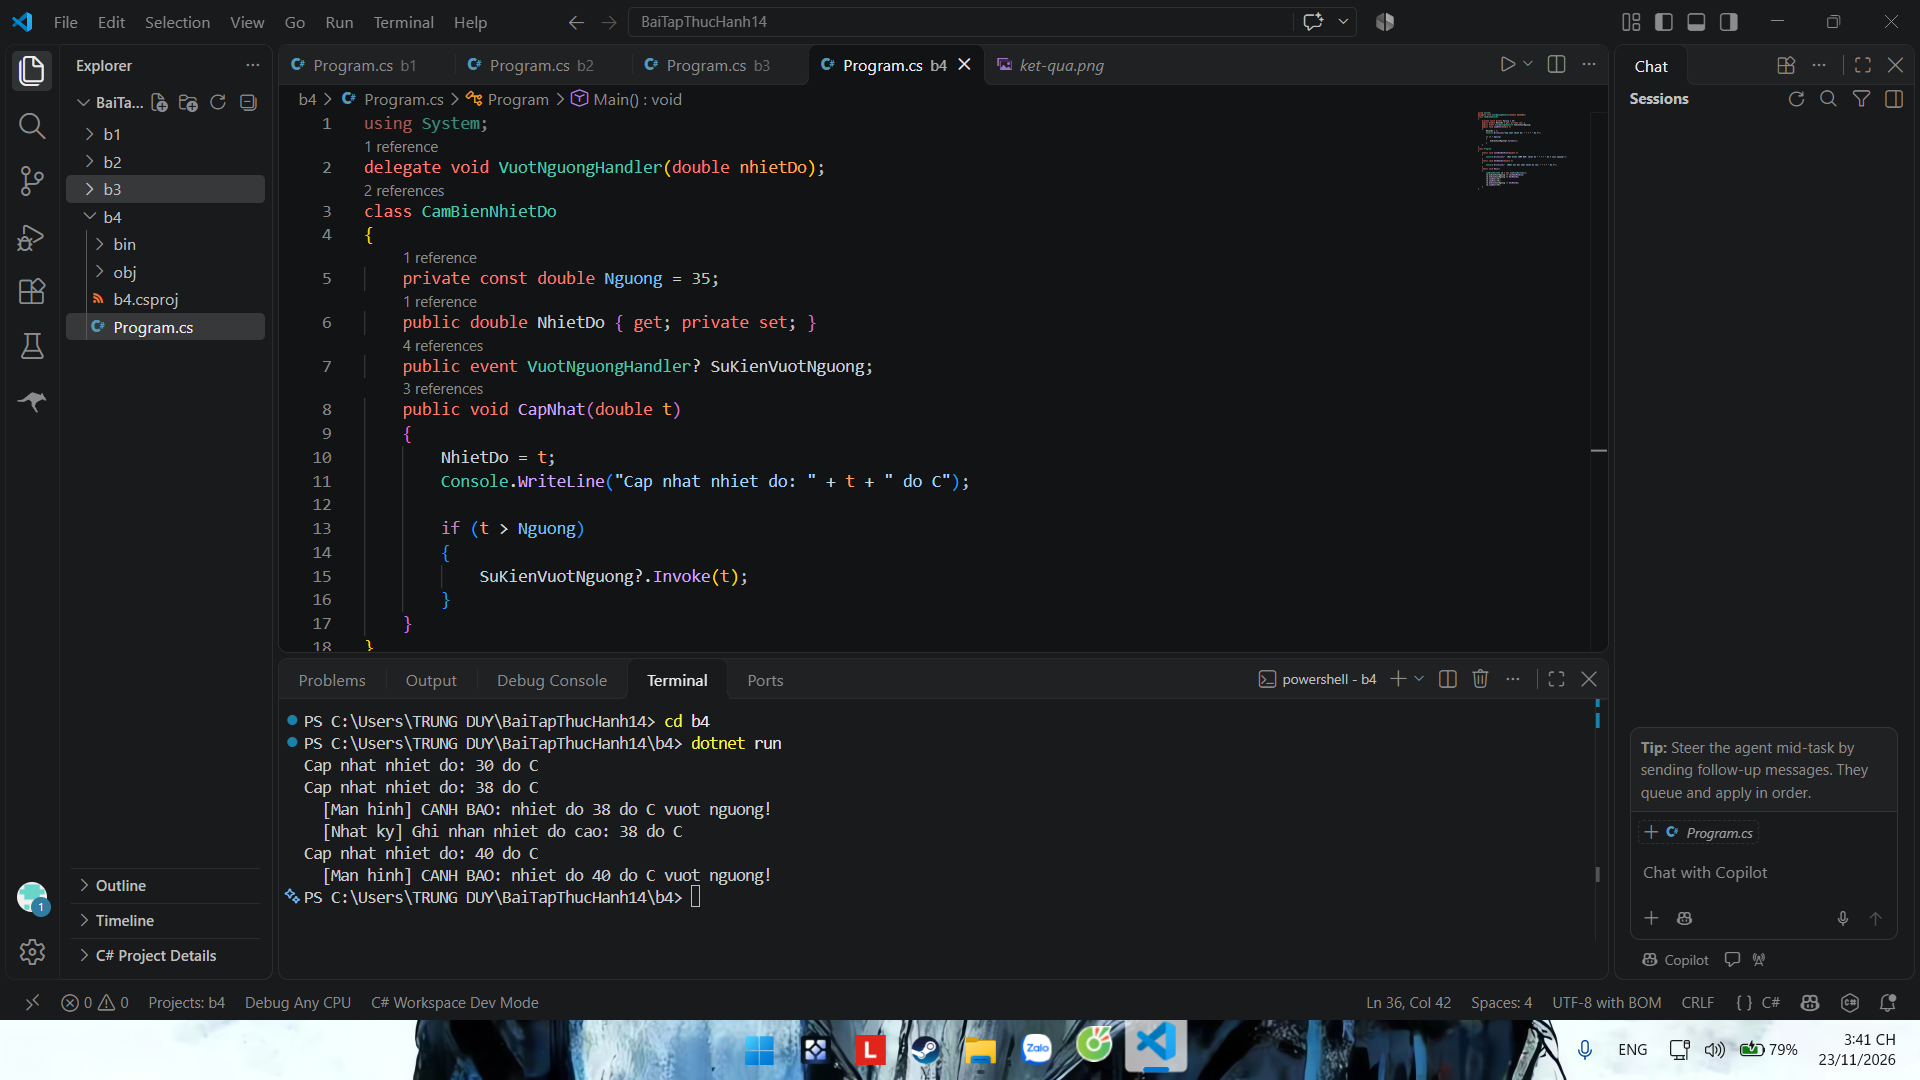 File Edit Selection View Go Run Terminal Help
BaiTapThucHanh14
Explorer
BaiTa...
b1
b2
b3
b4
bin
obj
b4.csproj
Program.cs
Outline
Timeline
C# Project Details
1
Program.cs b1 Program.cs b2 Program.cs b3 Program.cs b4 ket-qua.png
b4 > Program.cs > Program > Main() : void
1 using System;
1 reference
2 delegate void VuotNguongHandler(double nhietDo);
2 references
3 class CamBienNhietDo
4 {
1 reference
5 private const double Nguong = 35;
1 reference
6 public double NhietDo { get; private set; }
4 references
7 public event VuotNguongHandler? SuKienVuotNguong;
3 references
8 public void CapNhat(double t)
9 {
10 NhietDo = t;
11 Console.WriteLine("Cap nhat nhiet do: " + t + " do C");
12
13 if (t > Nguong)
14 {
15 SuKienVuotNguong?.Invoke(t);
16 }
17 }
18 }
Problems Output Debug Console Terminal Ports
powershell - b4
PS C:\Users\TRUNG DUY\BaiTapThucHanh14> cd b4
PS C:\Users\TRUNG DUY\BaiTapThucHanh14\b4> dotnet run
Cap nhat nhiet do: 30 do C
Cap nhat nhiet do: 38 do C
[Man hinh] CANH BAO: nhiet do 38 do C vuot nguong!
[Nhat ky] Ghi nhan nhiet do cao: 38 do C
Cap nhat nhiet do: 40 do C
[Man hinh] CANH BAO: nhiet do 40 do C vuot nguong!
PS C:\Users\TRUNG DUY\BaiTapThucHanh14\b4>
Chat
Sessions
Tip: Steer the agent mid-task by
sending follow-up messages. They
queue and apply in order.
Program.cs
Chat with Copilot
Copilot
0 0 Projects: b4 Debug Any CPU C# Workspace Dev Mode
Ln 36, Col 42 Spaces: 4 UTF-8 with BOM CRLF { } C#
L
Zalo
ENG
79%
3:41 CH
23/11/2026